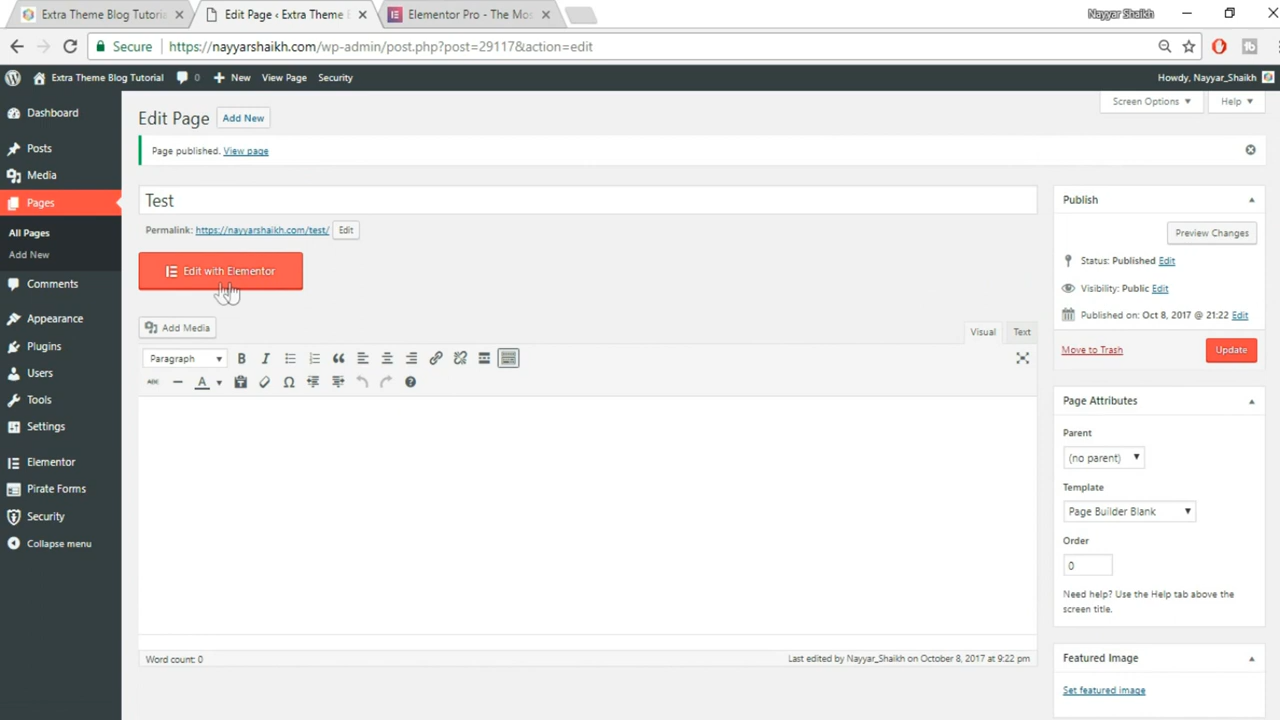 Extra Theme Blog Tutoria
Edit Page ‹ Extra Theme
Elementor Pro - The Mos
Nayyar Shaikh
Secure
https://nayyarshaikh.com/wp-admin/post.php?post=29117&action=edit
Extra Theme Blog Tutorial
0
New
View Page
Security
Howdy, Nayyar_Shaikh
Dashboard
Posts
Media
Pages
All Pages
Add New
Comments
Appearance
Plugins
Users
Tools
Settings
Elementor
Pirate Forms
Security
Collapse menu
Screen Options
Help
Edit Page
Add New
Page published. View page
Test
Permalink: https://nayyarshaikh.com/test/
Edit
Edit with Elementor
Add Media
Visual
Text
Paragraph
B
I
ABC
A
Ω
Word count: 0
Last edited by Nayyar_Shaikh on October 8, 2017 at 9:22 pm
Publish
Preview Changes
Status: Published Edit
Visibility: Public Edit
Published on: Oct 8, 2017 @ 21:22 Edit
Move to Trash
Update
Page Attributes
Parent
(no parent)
Template
Page Builder Blank
Order
0
Need help? Use the Help tab above the
screen title.
Featured Image
Set featured image